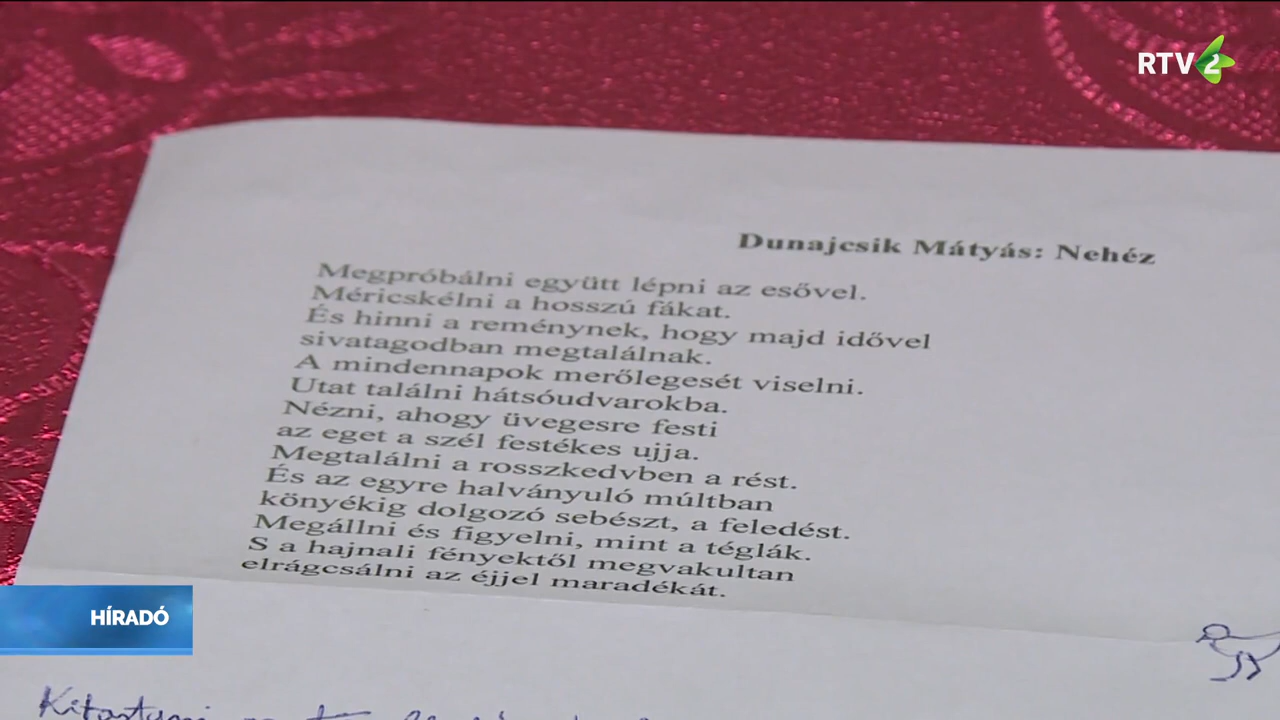 RTV2
Dunajcsik Mátyás: Nehéz
Megpróbálni együtt lépni az esővel.
Méricskélni a hosszú fákat.
És hinni a reménynek, hogy majd idővel
sivatagodban megtalálnak.
A mindennapok merőlegesét viselni.
Utat találni hátsóudvarokba.
Nézni, ahogy üvegesre festi
az eget a szél festékes ujja.
Megtalálni a rosszkedvben a rést.
És az egyre halványuló múltban
könyékig dolgozó sebészt, a feledést.
Megállni és figyelni, mint a téglák.
S a hajnali fényektől megvakultan
elrágcsálni az éjjel maradékát.
HÍRADÓ